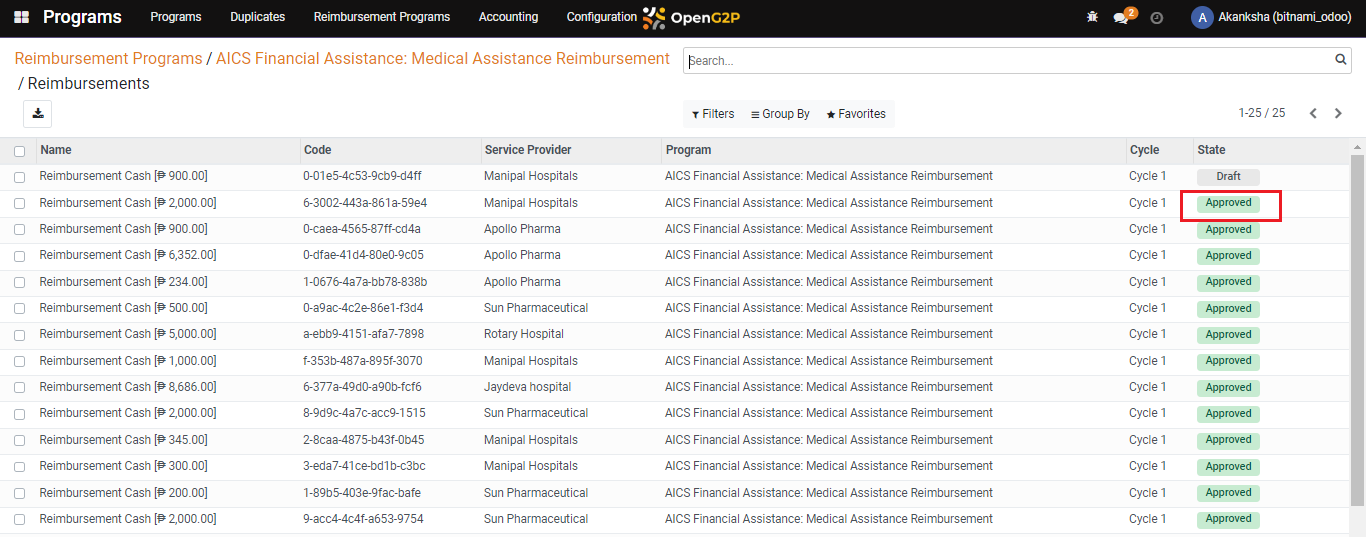 Programs Programs Duplicates Reimbursement Programs Accounting Configuration OpenG2P 2 A Akanksha (bitnami_odoo)
Reimbursement Programs / AICS Financial Assistance: Medical Assistance Reimbursement
/ Reimbursements
Search...
Filters Group By Favorites 1-25 / 25
Name Code Service Provider Program Cycle State
Reimbursement Cash [₱ 900.00] 0-01e5-4c53-9cb9-d4ff Manipal Hospitals AICS Financial Assistance: Medical Assistance Reimbursement Cycle 1 Draft
Reimbursement Cash [₱ 2,000.00] 6-3002-443a-861a-59e4 Manipal Hospitals AICS Financial Assistance: Medical Assistance Reimbursement Cycle 1 Approved
Reimbursement Cash [₱ 900.00] 0-caea-4565-87ff-cd4a Apollo Pharma AICS Financial Assistance: Medical Assistance Reimbursement Cycle 1 Approved
Reimbursement Cash [₱ 6,352.00] 0-dfae-41d4-80e0-9c05 Apollo Pharma AICS Financial Assistance: Medical Assistance Reimbursement Cycle 1 Approved
Reimbursement Cash [₱ 234.00] 1-0676-4a7a-bb78-838b Apollo Pharma AICS Financial Assistance: Medical Assistance Reimbursement Cycle 1 Approved
Reimbursement Cash [₱ 500.00] 0-a9ac-4c2e-86e1-f3d4 Sun Pharmaceutical AICS Financial Assistance: Medical Assistance Reimbursement Cycle 1 Approved
Reimbursement Cash [₱ 5,000.00] a-ebb9-4151-afa7-7898 Rotary Hospital AICS Financial Assistance: Medical Assistance Reimbursement Cycle 1 Approved
Reimbursement Cash [₱ 1,000.00] f-353b-487a-895f-3070 Manipal Hospitals AICS Financial Assistance: Medical Assistance Reimbursement Cycle 1 Approved
Reimbursement Cash [₱ 8,686.00] 6-377a-49d0-a90b-fcf6 Jaydeva hospital AICS Financial Assistance: Medical Assistance Reimbursement Cycle 1 Approved
Reimbursement Cash [₱ 2,000.00] 8-9d9c-4a7c-acc9-1515 Sun Pharmaceutical AICS Financial Assistance: Medical Assistance Reimbursement Cycle 1 Approved
Reimbursement Cash [₱ 345.00] 2-8caa-4875-b43f-0b45 Manipal Hospitals AICS Financial Assistance: Medical Assistance Reimbursement Cycle 1 Approved
Reimbursement Cash [₱ 300.00] 3-eda7-41ce-bd1b-c3bc Manipal Hospitals AICS Financial Assistance: Medical Assistance Reimbursement Cycle 1 Approved
Reimbursement Cash [₱ 200.00] 1-89b5-403e-9fac-bafe Sun Pharmaceutical AICS Financial Assistance: Medical Assistance Reimbursement Cycle 1 Approved
Reimbursement Cash [₱ 2,000.00] 9-acc4-4c4f-a653-9754 Sun Pharmaceutical AICS Financial Assistance: Medical Assistance Reimbursement Cycle 1 Approved